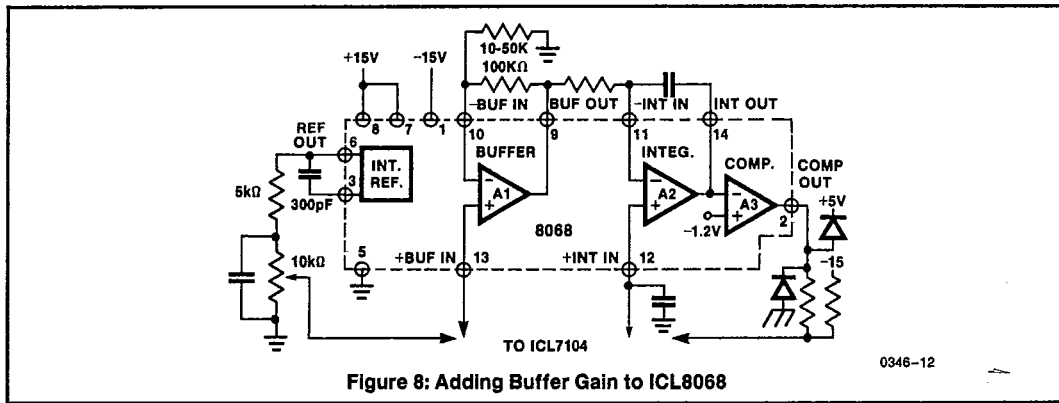 10-50K
+15V
-15V
100KΩ
-BUF IN
BUF OUT
-INT IN
INT OUT
REF
OUT
8
7
1
10
9
11
14
6
BUFFER
INTEG.
COMP.
COMP
OUT
INT.
REF.
3
5kΩ
300pF
A1
A2
A3
2
+5V
8068
-1.2V
5
+BUF IN
13
+INT IN
12
-15
10kΩ
TO ICL7104
0346-12
Figure 8: Adding Buffer Gain to ICL8068